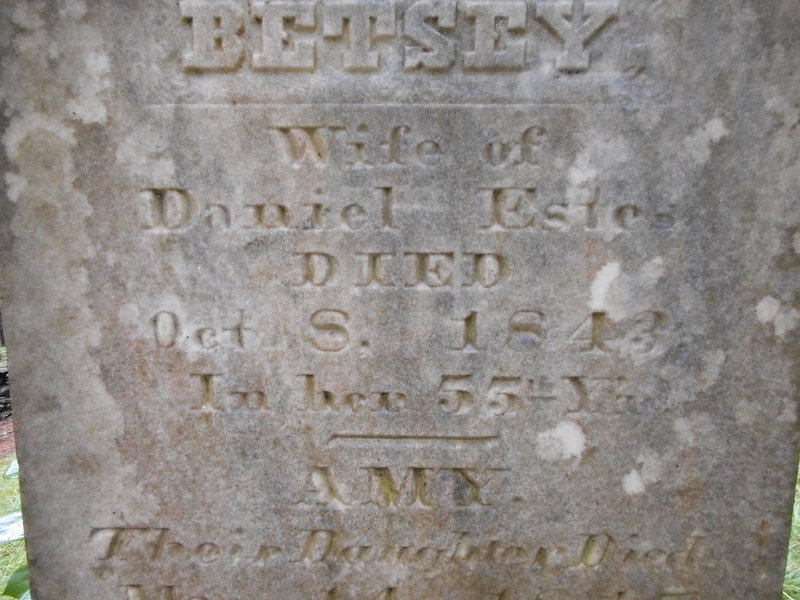 BETSEY,
Wife of
Daniel Estes
DIED
Oct. 8. 1843
In her 55th Yr.
AMY.
Their Daughter Died